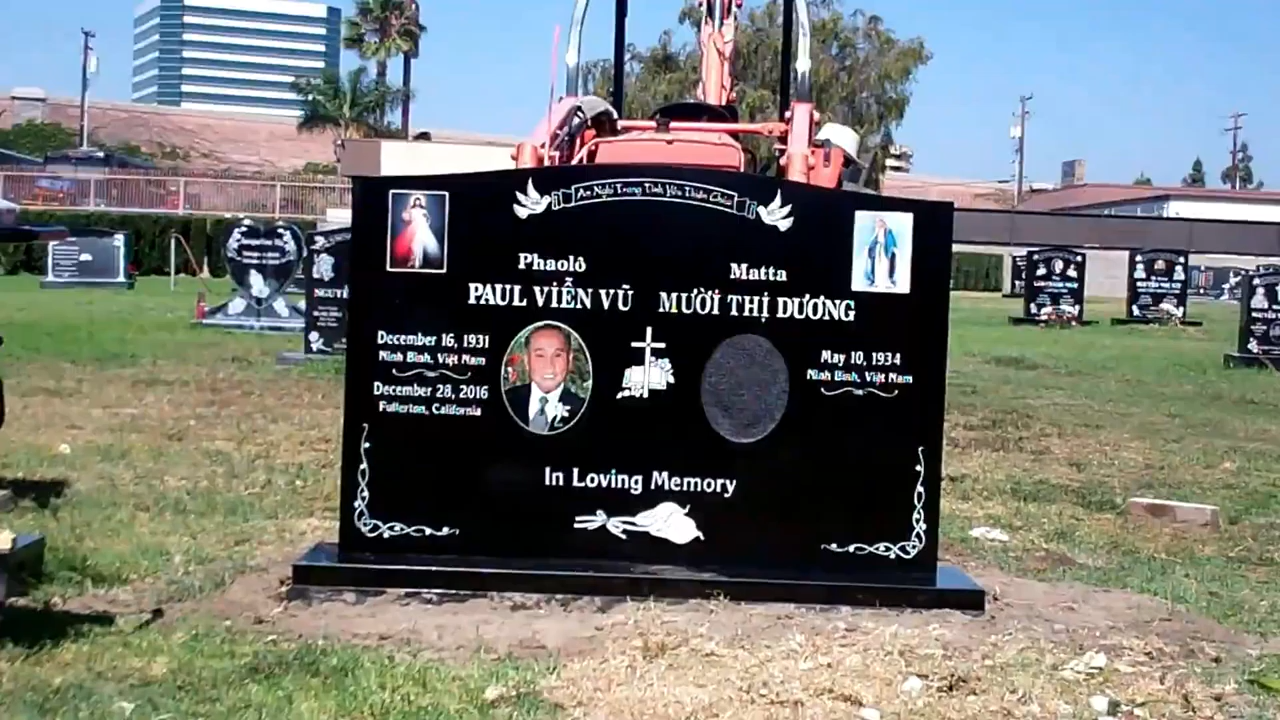 An Nghỉ Trong Tình Yêu Thiên Chúa
Phaolô
PAUL VIỄN VŨ
December 16, 1931
Ninh Bình, Việt Nam
December 28, 2016
Fullerton, California
Matta
MƯỜI THỊ DƯƠNG
May 10, 1934
Ninh Bình, Việt Nam
In Loving Memory